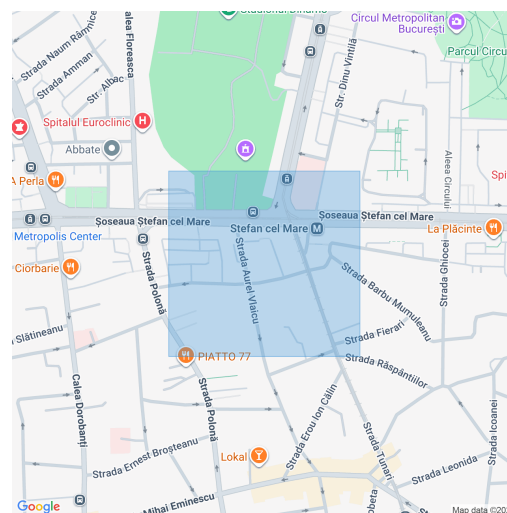 Stadionul Dinamo
Circul Metropolitan
București
Parcul Circu
Strada Naum Râmnice
Calea Floreasca
Str. Dinu Vintilă
Strada Amman
Str. Albac
Spitalul Euroclinic
Abbate
Aleea Circului
A Perla
Spi
Șoseaua Ștefan cel Mare
Șoseaua Ștefan cel Mare
Ștefan cel Mare
La Plăcinte
Metropolis Center
Ciorbarie
Strada Polonă
Strada Aurel Vlaicu
Strada Barbu Mumuleanu
Strada Ghiocei
Slătineanu
Strada Fierari
PIATTO 77
Strada Răspântiilor
Calea Dorobanți
Strada Polonă
Strada Erou Ion Călin
Strada Icoanei
Strada Tunari
Strada Ernest Broșteanu
Lokal
Strada Leonida
Mihai Eminescu
Google
Map data ©202